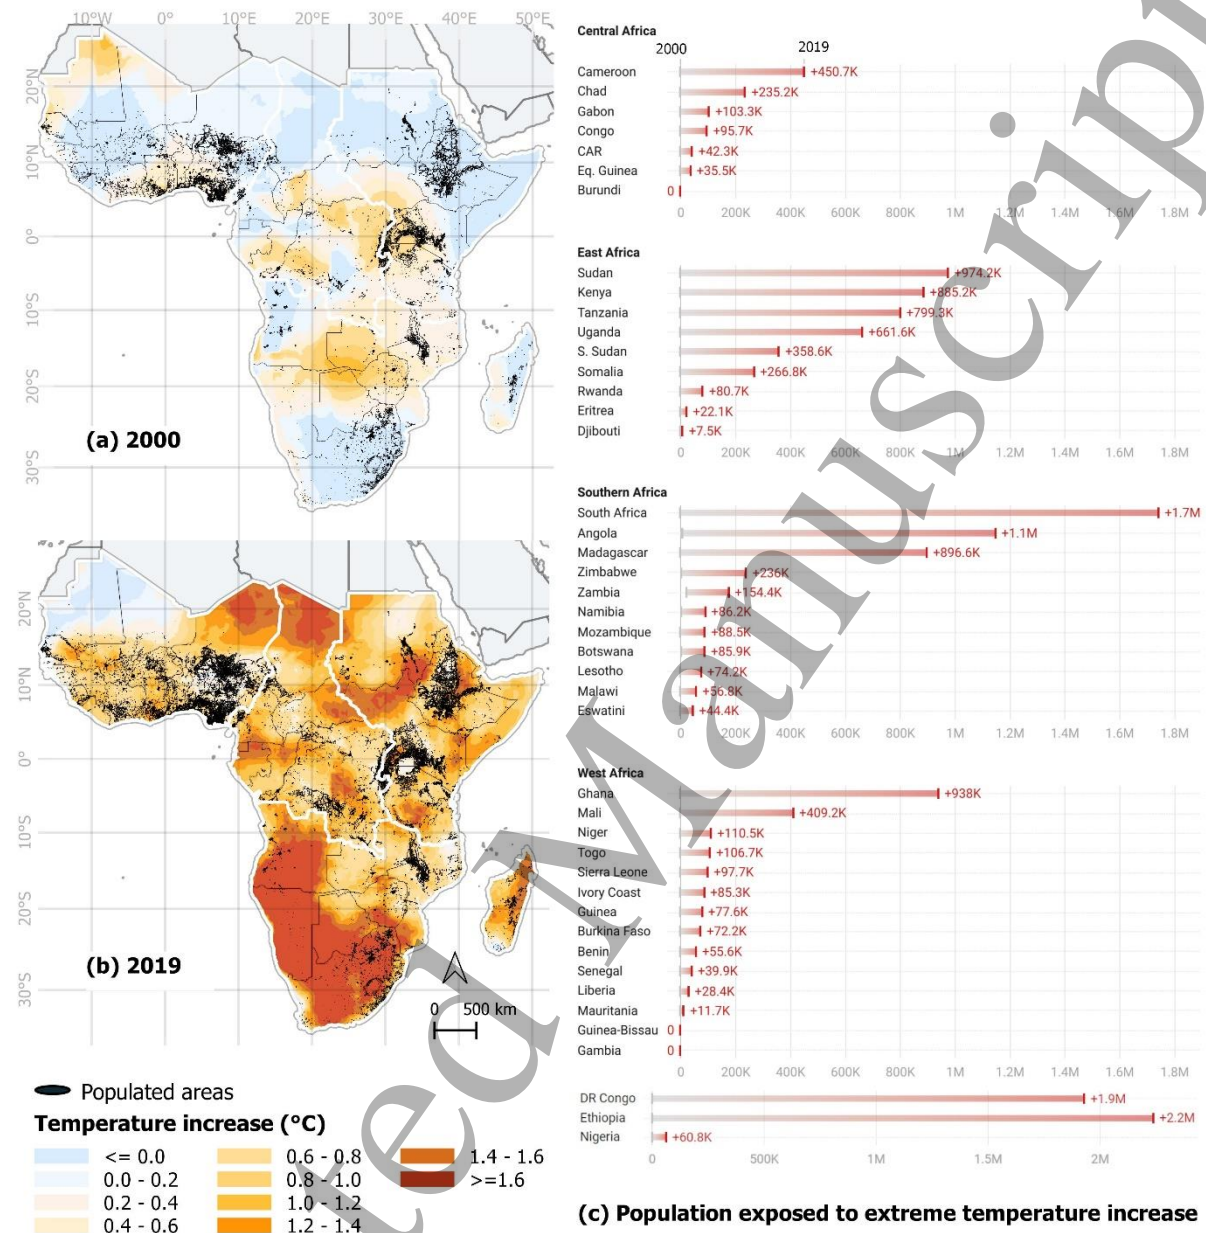 10°W 0° 10°E 20°E 30°E 40°E 50°E
20°N
10°N
0°
10°S
20°S
30°S
(a) 2000
20°N
10°N
0°
10°S
20°S
30°S
(b) 2019
0 500 km
Populated areas
Temperature increase (°C)
<= 0.0
0.0 - 0.2
0.2 - 0.4
0.4 - 0.6
0.6 - 0.8
0.8 - 1.0
1.0 - 1.2
1.2 - 1.4
1.4 - 1.6
>=1.6
Central Africa
2000 2019
Cameroon +450.7K
Chad +235.2K
Gabon +103.3K
Congo +95.7K
CAR +42.3K
Eq. Guinea +35.5K
Burundi 0
0 200K 400K 600K 800K 1M 1.2M 1.4M 1.6M 1.8M
East Africa
Sudan +974.2K
Kenya +885.2K
Tanzania +799.3K
Uganda +661.6K
S. Sudan +358.6K
Somalia +266.8K
Rwanda +80.7K
Eritrea +22.1K
Djibouti +7.5K
0 200K 400K 600K 800K 1M 1.2M 1.4M 1.6M 1.8M
Southern Africa
South Africa +1.7M
Angola +1.1M
Madagascar +896.6K
Zimbabwe +236K
Zambia +154.4K
Namibia +86.2K
Mozambique +88.5K
Botswana +85.9K
Lesotho +74.2K
Malawi +56.8K
Eswatini +44.4K
0 200K 400K 600K 800K 1M 1.2M 1.4M 1.6M 1.8M
West Africa
Ghana +938K
Mali +409.2K
Niger +110.5K
Togo +106.7K
Sierra Leone +97.7K
Ivory Coast +85.3K
Guinea +77.6K
Burkina Faso +72.2K
Benin +55.6K
Senegal +39.9K
Liberia +28.4K
Mauritania +11.7K
Guinea-Bissau 0
Gambia 0
0 200K 400K 600K 800K 1M 1.2M 1.4M 1.6M 1.8M
DR Congo +1.9M
Ethiopia +2.2M
Nigeria +60.8K
0 500K 1M 1.5M 2M
(c) Population exposed to extreme temperature increase
ted Manuscrip